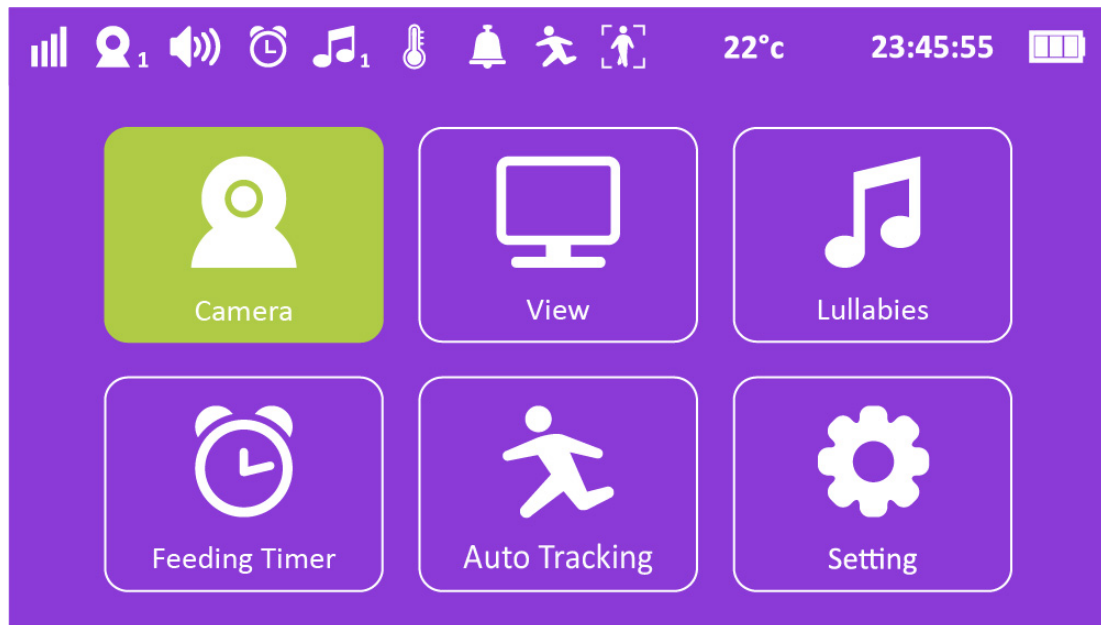 1 1 22°c 23:45:55
Camera View Lullabies
Feeding Timer Auto Tracking Setting